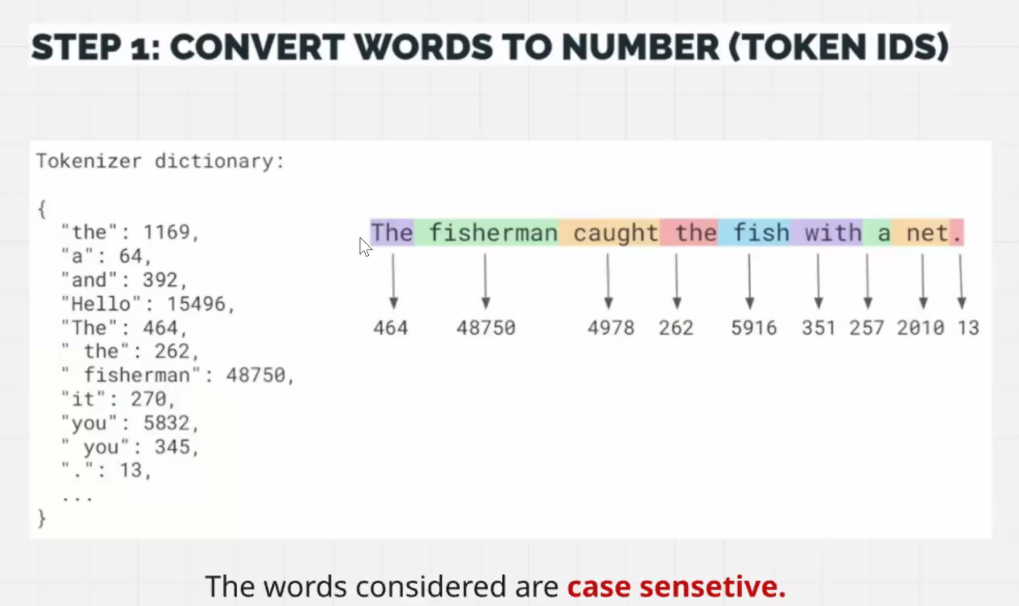 STEP 1: CONVERT WORDS TO NUMBER (TOKEN IDS)
Tokenizer dictionary:
{
"the": 1169,
"a": 64,
"and": 392,
"Hello": 15496,
"The": 464,
" the": 262,
" fisherman": 48750,
"it": 270,
"you": 5832,
" you": 345,
".": 13,
...
}
The fisherman caught the fish with a net.
464 48750 4978 262 5916 351 257 2010 13
The words considered are case sensetive.